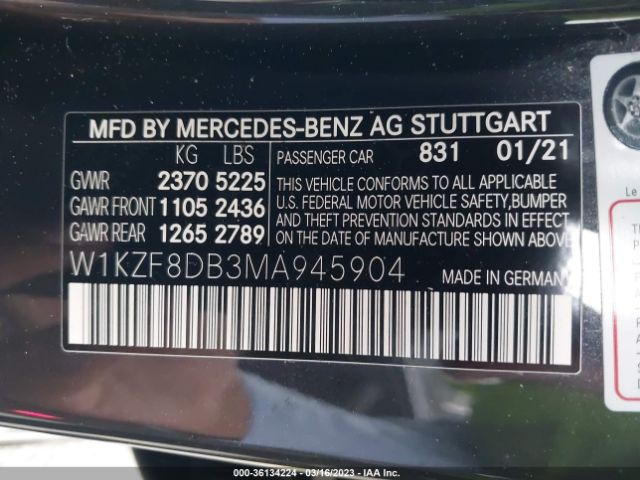 MFD BY MERCEDES-BENZ AG STUTTGART
KG LBS
GVWR 2370 5225
GAWR FRONT 1105 2436
GAWR REAR 1265 2789
PASSENGER CAR 831 01/21
THIS VEHICLE CONFORMS TO ALL APPLICABLE
U.S. FEDERAL MOTOR VEHICLE SAFETY, BUMPER
AND THEFT PREVENTION STANDARDS IN EFFECT
ON THE DATE OF MANUFACTURE SHOWN ABOVE
W1KZF8DB3MA945904 MADE IN GERMANY
000-36134224 - 03/16/2023 - IAA Inc.